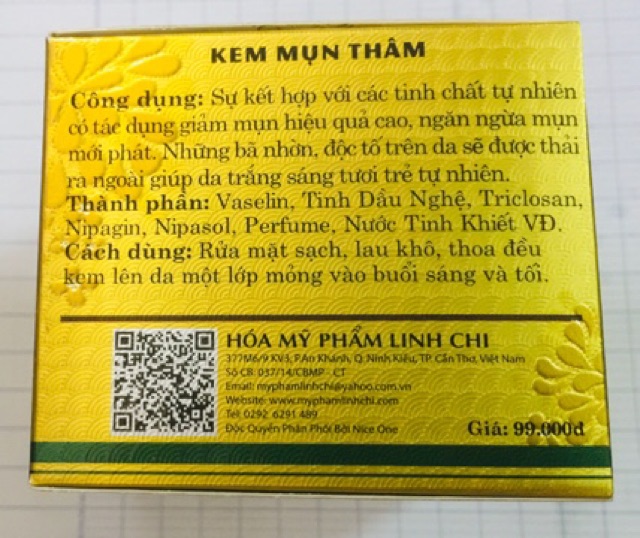 KEM MỤN THÂM
Công dụng: Sự kết hợp với các tinh chất tự nhiên
có tác dụng giảm mụn hiệu quả cao, ngăn ngừa mụn
mới phát. Những bã nhờn, độc tố trên da sẽ được thải
ra ngoài giúp da trắng sáng tươi trẻ tự nhiên.
Thành phần: Vaselin, Tinh Dầu Nghệ, Triclosan,
Nipagin, Nipasol, Perfume, Nước Tinh Khiết VĐ.
Cách dùng: Rửa mặt sạch, lau khô, thoa đều
kem lên da một lớp mỏng vào buổi sáng và tối.
HÓA MỸ PHẨM LINH CHI
377M6/9 KV3, P.An Khánh, Q. Ninh Kiều, TP. Cần Thơ, Việt Nam
Số CB: 037/14/CBMP - CT
Email: myphamlinhchi@yahoo.com.vn
Website: www.myphamlinhchi.com
Tel: 0292 6291 489
Độc Quyền Phân Phối Bởi Nice One
Giá: 99.000đ